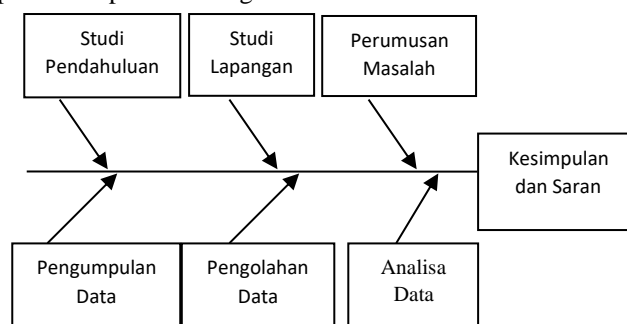 Studi
Pendahuluan
Studi
Lapangan
Perumusan
Masalah
Kesimpulan
dan Saran
Pengumpulan
Data
Pengolahan
Data
Analisa
Data